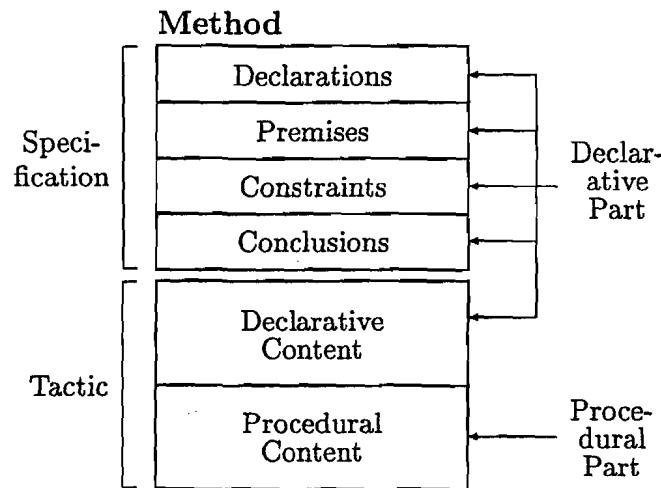 Method
Declarations
Premises
Constraints
Conclusions
Declarative
Content
Procedural
Content
Speci-
fication
Tactic
Declar-
ative
Part
Proce-
dural
Part